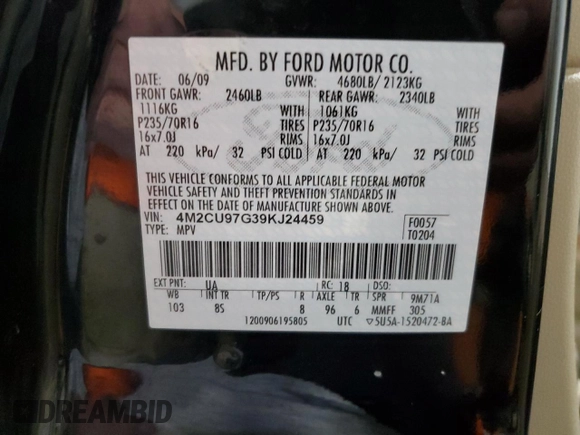 MFD. BY FORD MOTOR CO.
DATE: 06/09 GVWR: 4680LB/ 2123KG
FRONT GAWR: 2460LB REAR GAWR: 2340LB
1116KG WITH 1061KG WITH
P235/70R16 TIRES P235/70R16 TIRES
16x7.0J RIMS 16x7.0J RIMS
AT 220 kPa/ 32 PSI COLD AT 220 kPa/ 32 PSI COLD
THIS VEHICLE CONFORMS TO ALL APPLICABLE FEDERAL MOTOR
VEHICLE SAFETY AND THEFT PREVENTION STANDARDS IN
EFFECT ON THE DATE OF MANUFACTURE SHOWN ABOVE.
VIN: 4M2CU97G39KJ24459 F0057
TYPE: MPV T0204
EXT PNT: UA RC: 18 DSO:
WB INT TR TP/PS R AXLE TR SPR 9M71A
103 85 8 96 6 MMFF 305
1200906195805 UTC ▽5U5A-1520472-BA
Ford
DREAMBID